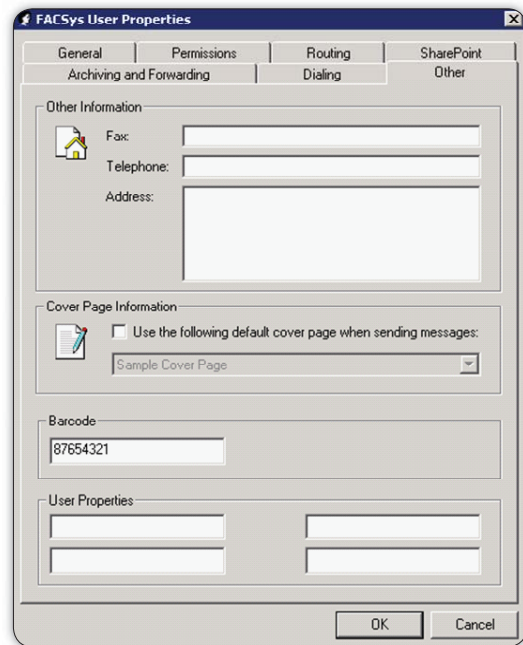 FACSys User Properties
General
Permissions
Routing
SharePoint
Archiving and Forwarding
Dialing
Other
Other Information
Fax:
Telephone:
Address:
Cover Page Information
Use the following default cover page when sending messages:
Sample Cover Page
Barcode
87654321
User Properties
OK
Cancel